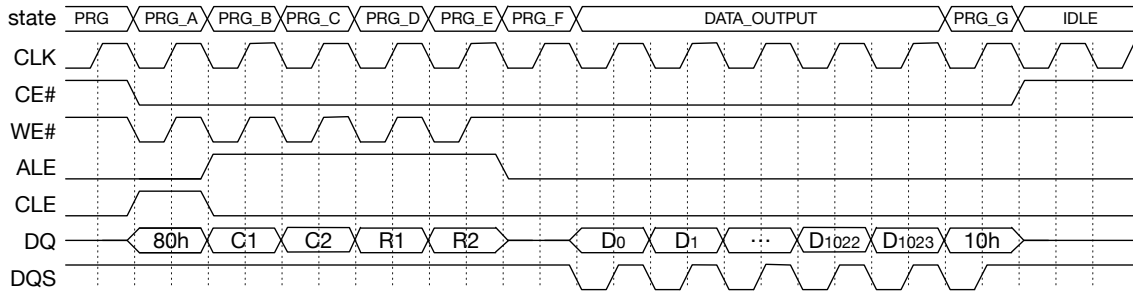 state PRG PRG_A PRG_B PRG_C PRG_D PRG_E PRG_F DATA_OUTPUT PRG_G IDLE
CLK
CE#
WE#
ALE
CLE
DQ 80h C1 C2 R1 R2 D0 D1 ... D1022 D1023 10h
DQS